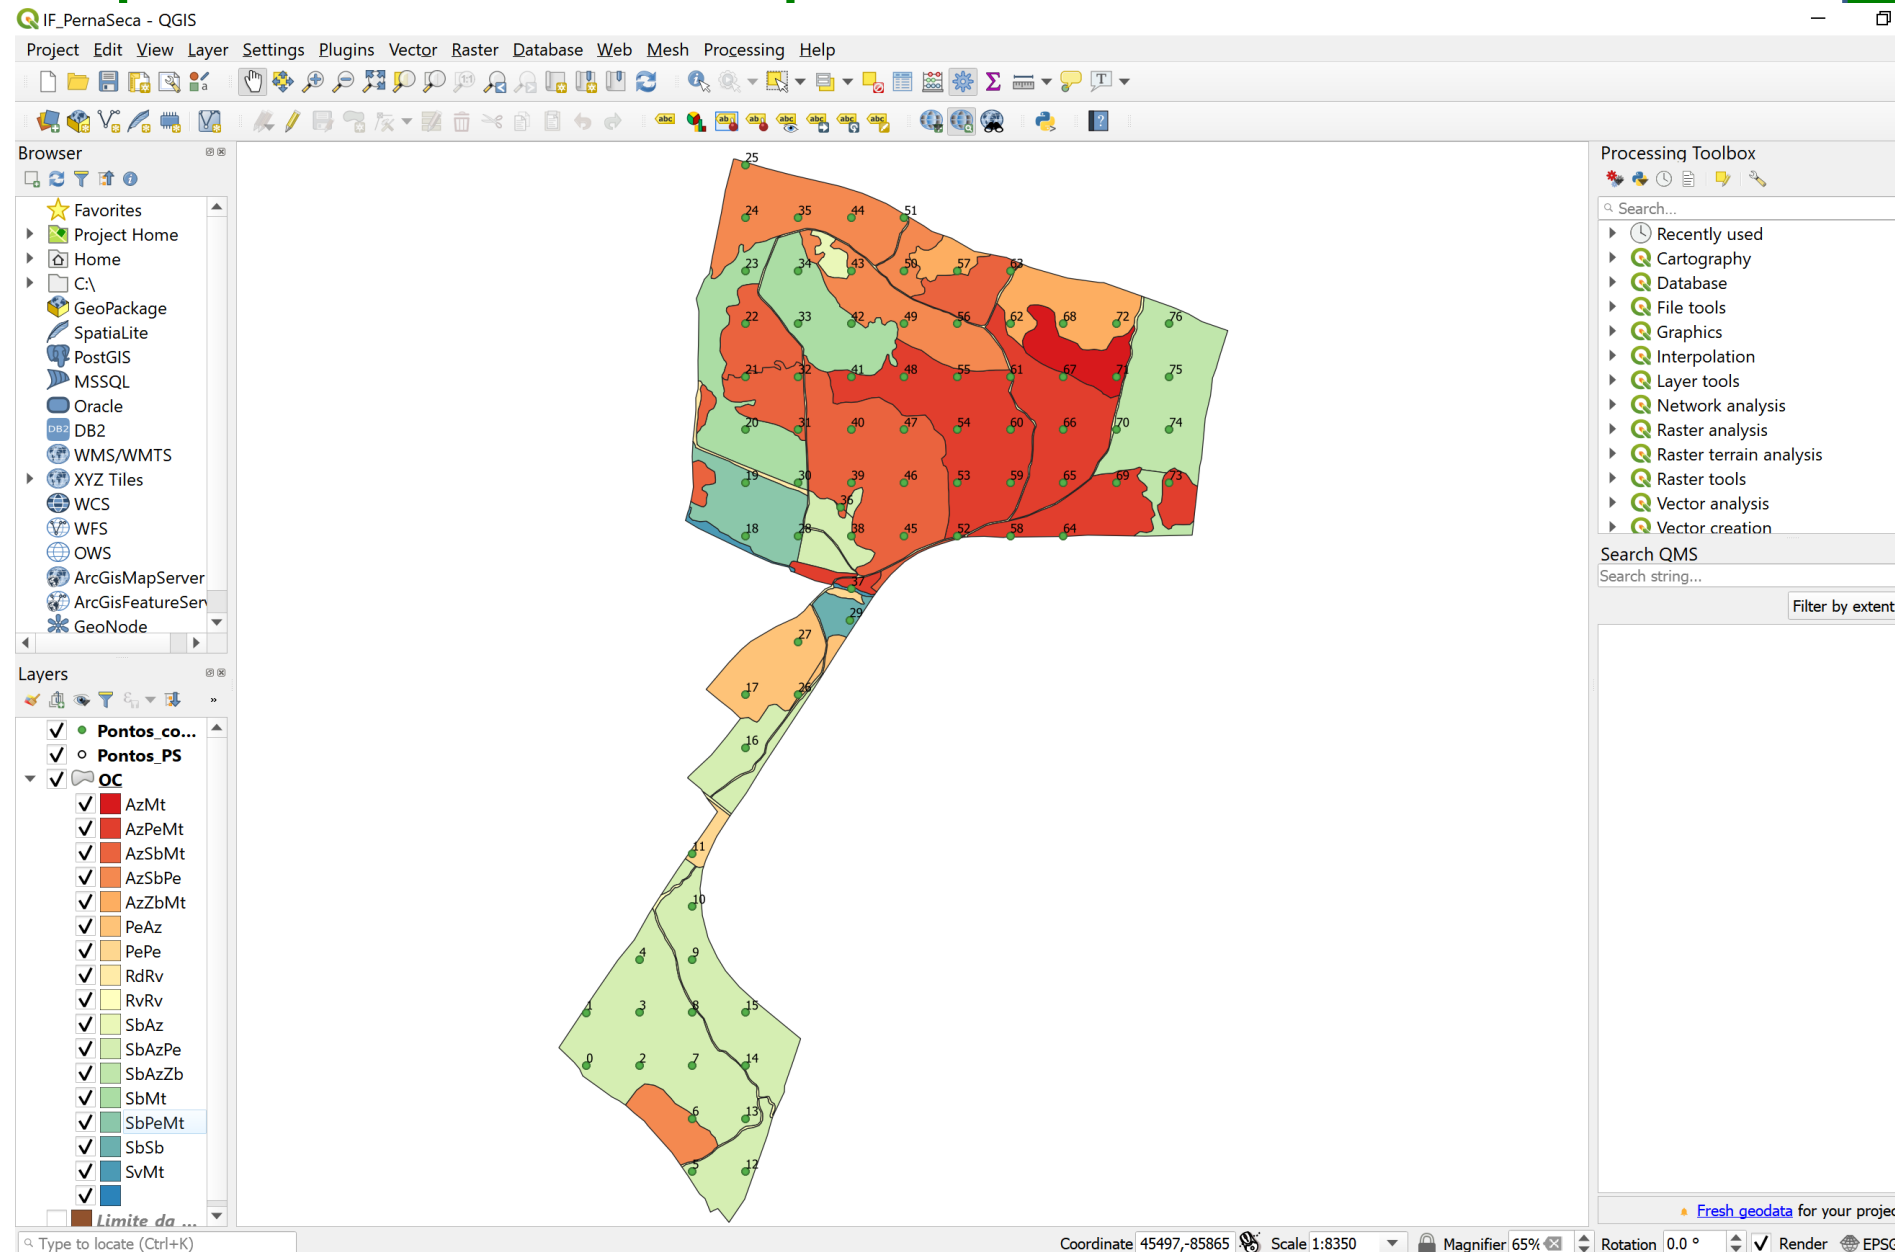 IF_PernaSeca - QGIS
Project Edit View Layer Settings Plugins Vector Raster Database Web Mesh Processing Help
Browser
Favorites
Project Home
Home
C:\
GeoPackage
SpatiaLite
PostGIS
MSSQL
Oracle
DB2
WMS/WMTS
XYZ Tiles
WCS
WFS
OWS
ArcGisMapServer
ArcGisFeatureSer
GeoNode
Layers
Pontos_co...
Pontos_PS
OC
AzMt
AzPeMt
AzSbMt
AzSbPe
AzZbMt
PeAz
PePe
RdRv
RvRv
SbAz
SbAzPe
SbAzZb
SbMt
SbPeMt
SbSb
SvMt
Limite da ...
Type to locate (Ctrl+K)
25
24 35 44 51
23 34 43 50 57 63
22 33 42 49 56 62 68 72 76
21 32 41 48 55 61 67 71 75
20 31 40 47 54 60 66 70 74
19 30 39 46 53 59 65 69 73
36
18 28 38 45 52 58 64
37
29
27
17 26
16
11
10
4 9
1 3 8 15
0 2 7 14
6 13
5 12
Processing Toolbox
Search...
Recently used
Cartography
Database
File tools
Graphics
Interpolation
Layer tools
Network analysis
Raster analysis
Raster terrain analysis
Raster tools
Vector analysis
Vector creation
Search QMS
Search string...
Filter by extent
Fresh geodata for your projec
Coordinate 45497,-85865 Scale 1:8350 Magnifier 65% Rotation 0.0 ° Render EPSG